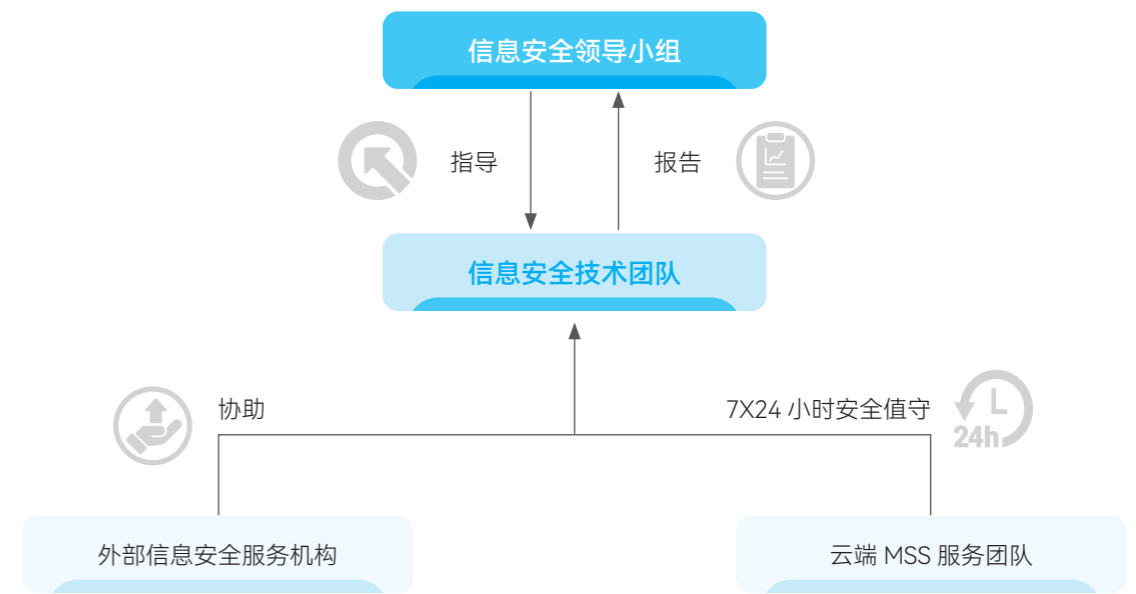 信息安全领导小组
指导
报告
信息安全技术团队
协助
7X24 小时安全值守
24h
外部信息安全服务机构
云端 MSS 服务团队